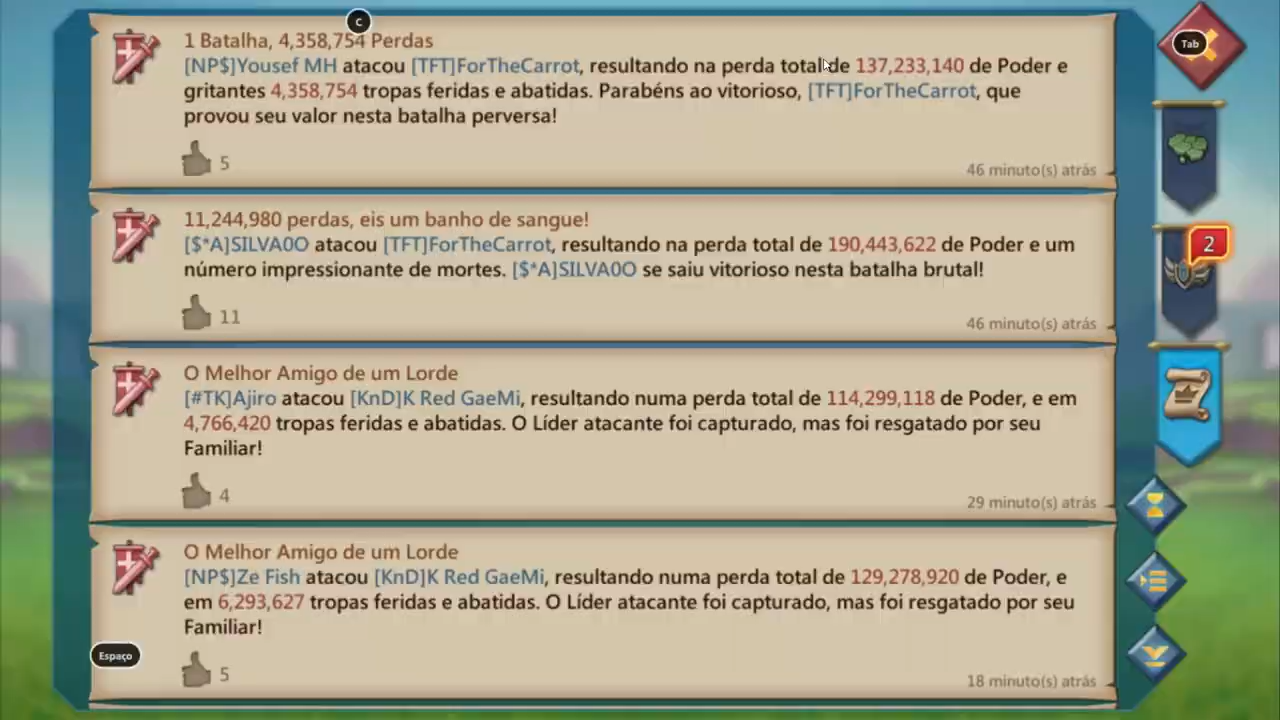 C
1 Batalha, 4,358,754 Perdas
[NP$]Yousef MH atacou [TFT]ForTheCarrot, resultando na perda total de 137,233,140 de Poder e
gritantes 4,358,754 tropas feridas e abatidas. Parabéns ao vitorioso, [TFT]ForTheCarrot, que
provou seu valor nesta batalha perversa!
5
46 minuto(s) atrás
Tab
11,244,980 perdas, eis um banho de sangue!
[$*A]SILVA0O atacou [TFT]ForTheCarrot, resultando na perda total de 190,443,622 de Poder e um
número impressionante de mortes. [$*A]SILVA0O se saiu vitorioso nesta batalha brutal!
11
46 minuto(s) atrás
2
O Melhor Amigo de um Lorde
[#TK]Ajiro atacou [KnD]K Red GaeMi, resultando numa perda total de 114,299,118 de Poder, e em
4,766,420 tropas feridas e abatidas. O Líder atacante foi capturado, mas foi resgatado por seu
Familiar!
4
29 minuto(s) atrás
O Melhor Amigo de um Lorde
[NP$]Ze Fish atacou [KnD]K Red GaeMi, resultando numa perda total de 129,278,920 de Poder, e
em 6,293,627 tropas feridas e abatidas. O Líder atacante foi capturado, mas foi resgatado por seu
Familiar!
Espaço
5
18 minuto(s) atrás